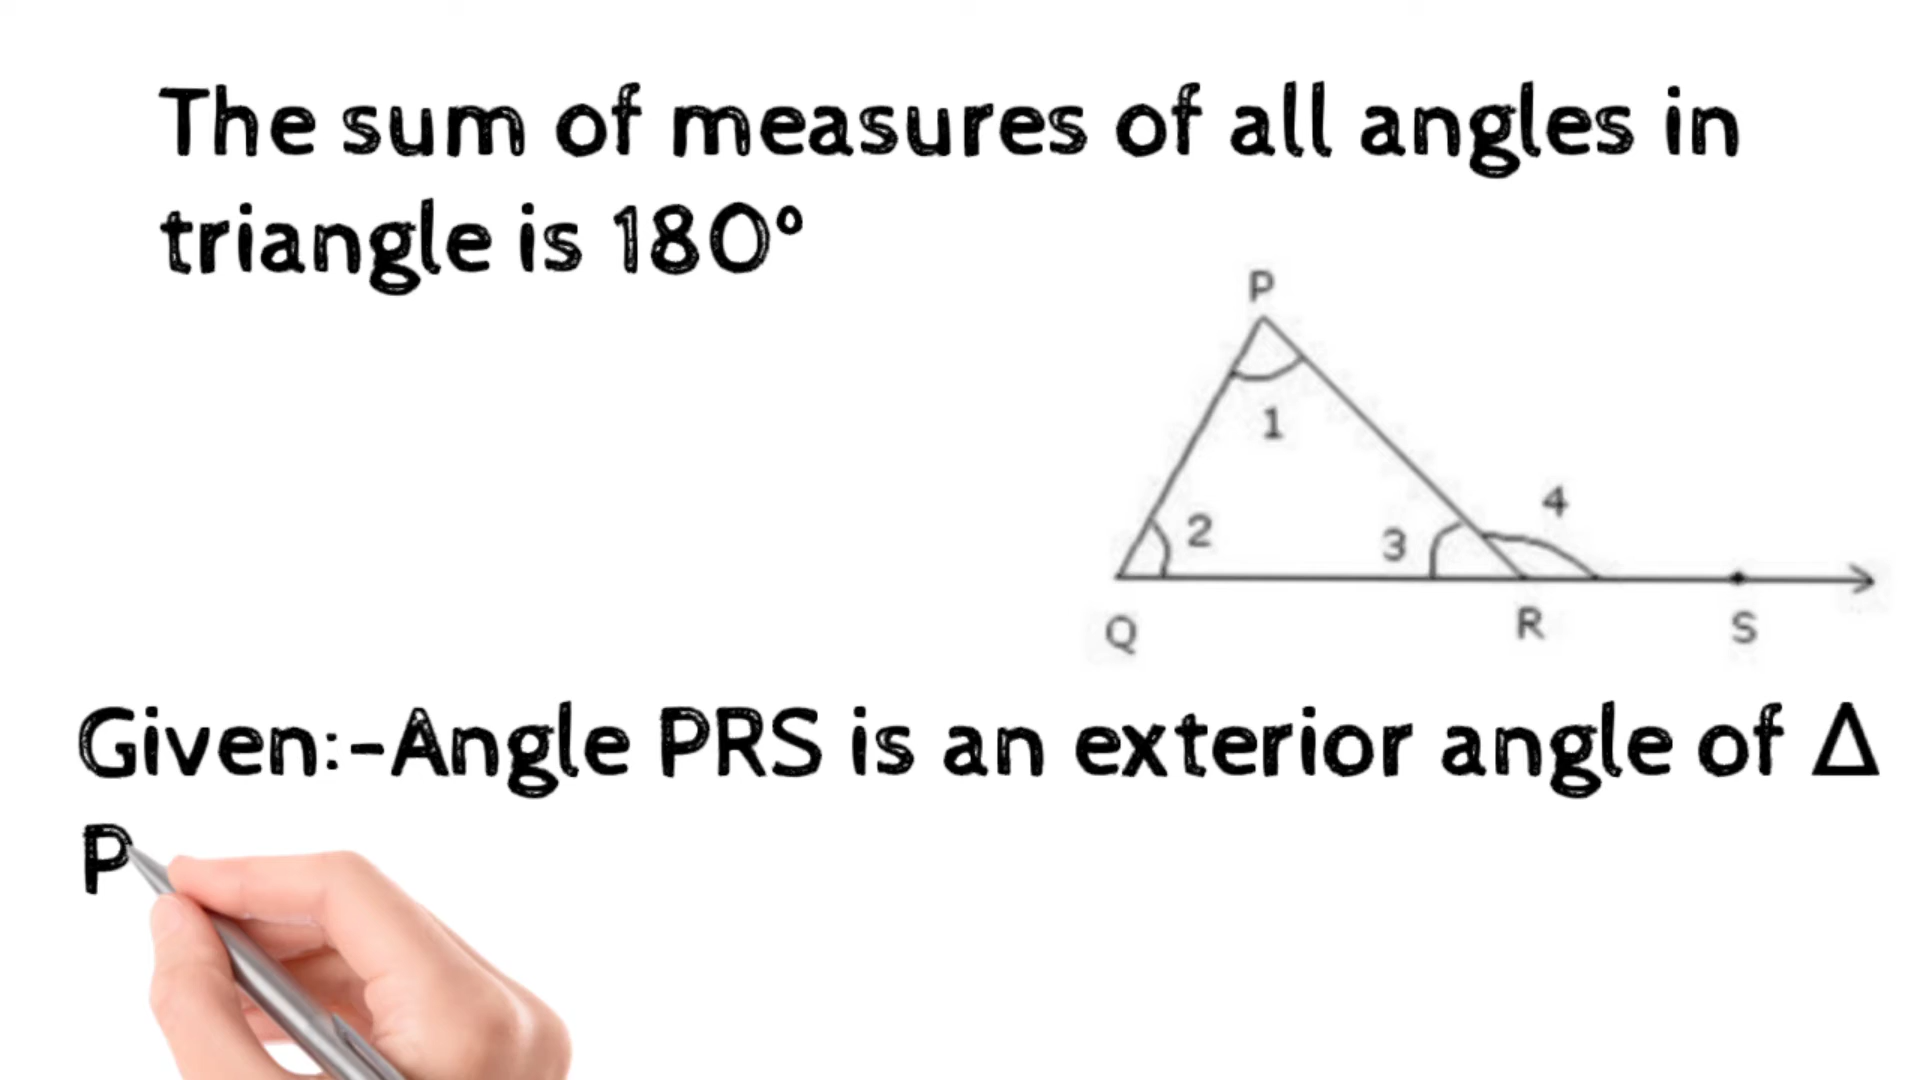 The sum of measures of all angles in
triangle is 180°
P
1
2
3
4
Q
R
S
Given:-Angle PRS is an exterior angle of Δ
P